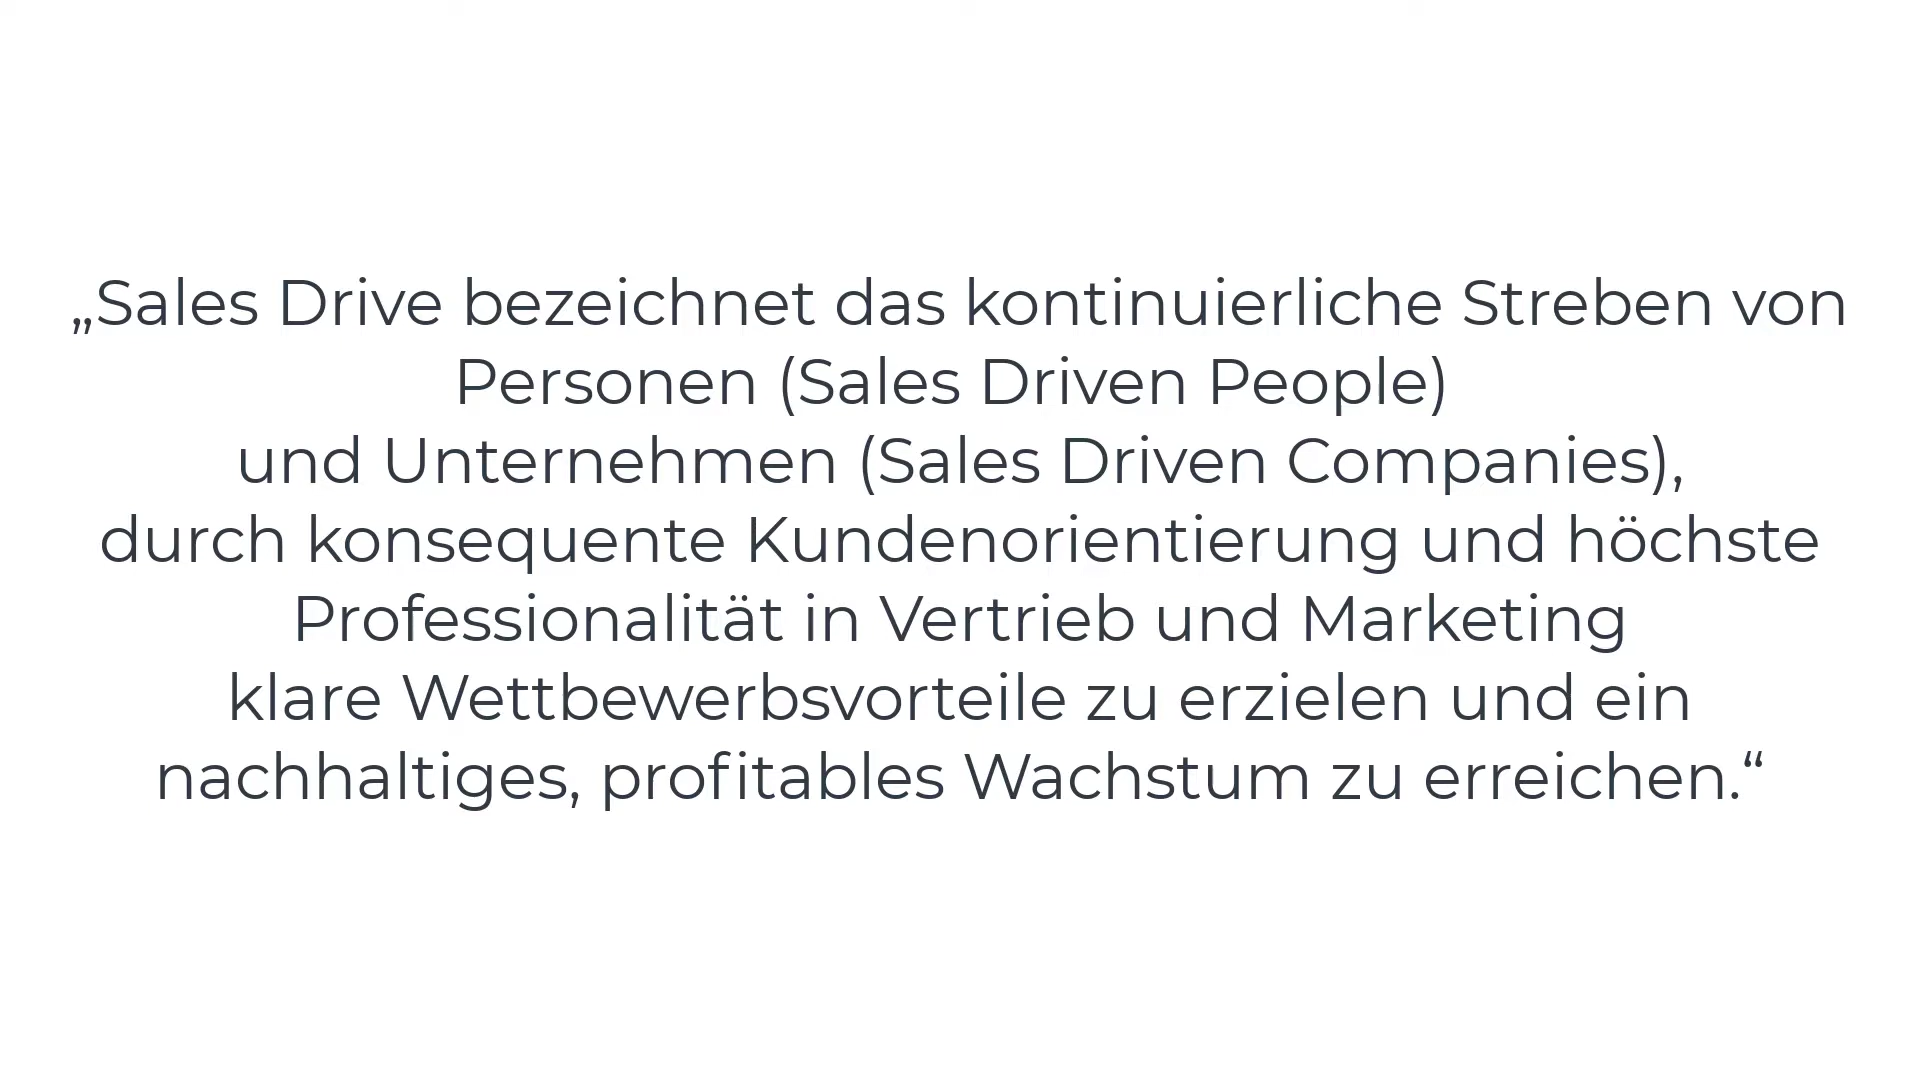 „Sales Drive bezeichnet das kontinuierliche Streben von
Personen (Sales Driven People)
und Unternehmen (Sales Driven Companies),
durch konsequente Kundenorientierung und höchste
Professionalität in Vertrieb und Marketing
klare Wettbewerbsvorteile zu erzielen und ein
nachhaltiges, profitables Wachstum zu erreichen.“